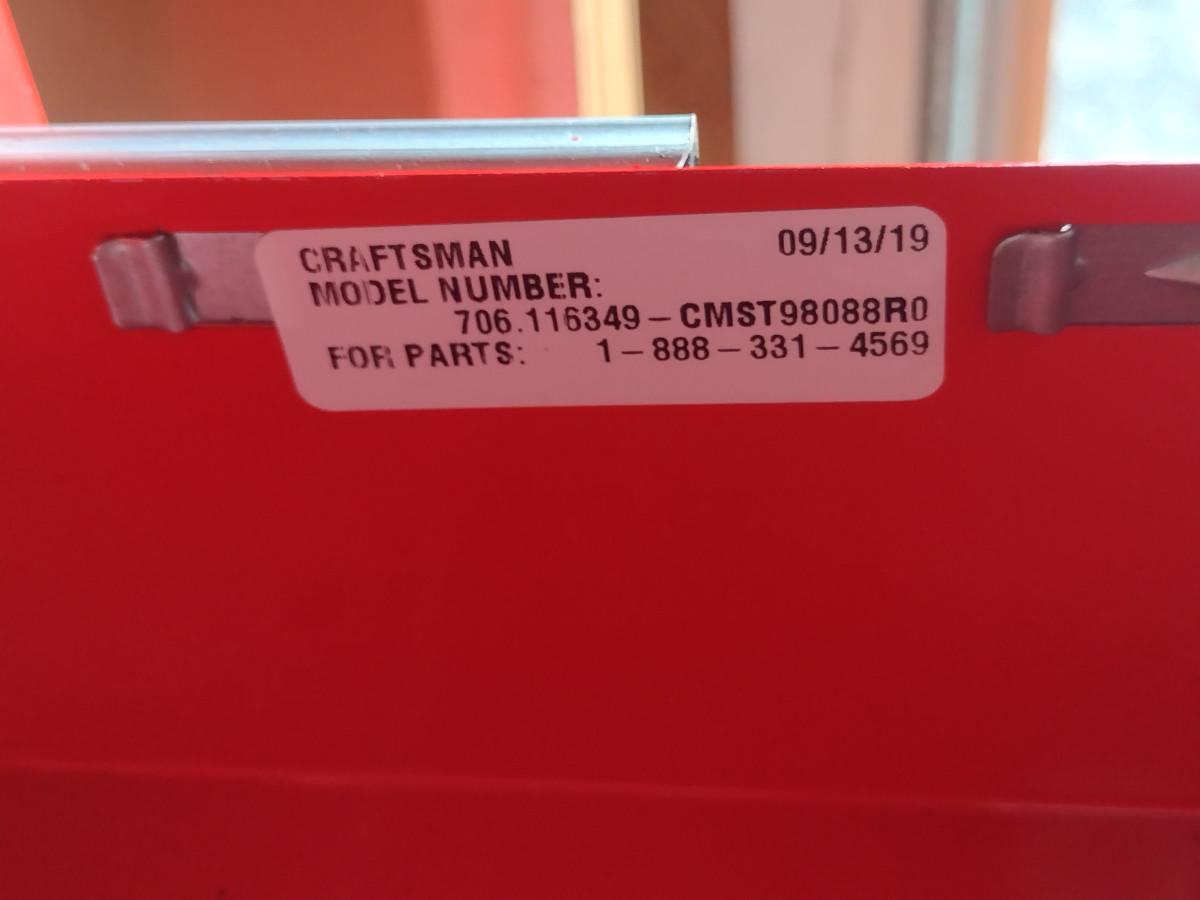 CRAFTSMAN 09/13/19
MODEL NUMBER:
706.116349-CMST98088R0
FOR PARTS: 1-888-331-4569